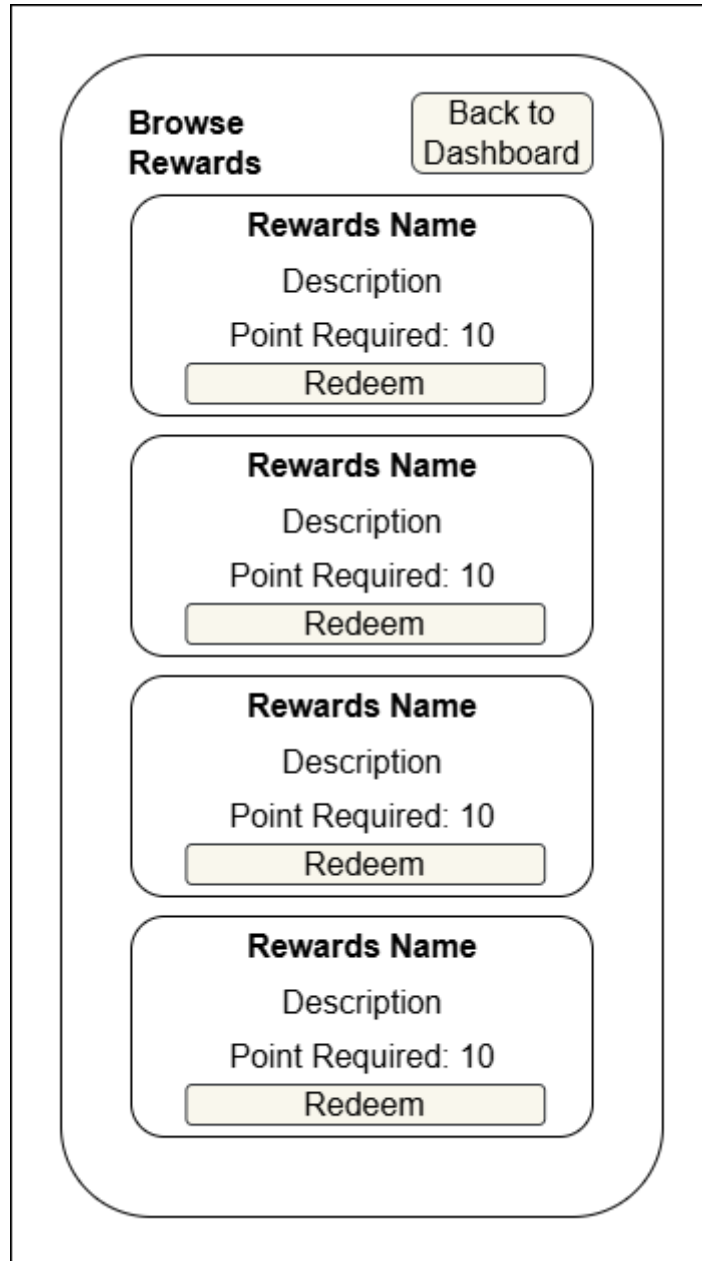 Browse
Rewards
Back to
Dashboard
Rewards Name
Description
Point Required: 10
Redeem
Rewards Name
Description
Point Required: 10
Redeem
Rewards Name
Description
Point Required: 10
Redeem
Rewards Name
Description
Point Required: 10
Redeem